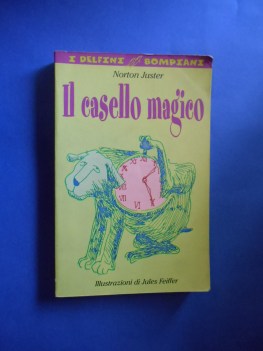 I DELFINI BOMPIANI
Norton Juster
Il casello magico
Illustrazioni di Jules Feiffer